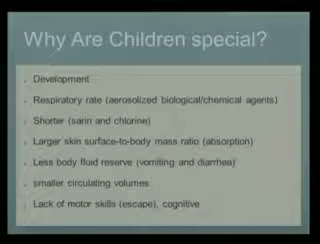 Why Are Children special?
Development
Respiratory rate (aerosolized biological/chemical agents)
Shorter (sarin and chlorine)
Larger skin surface-to-body mass ratio (absorption)
Less body fluid reserve (vomiting and diarrhea)
smaller circulating volumes
Lack of motor skills (escape), cognitive